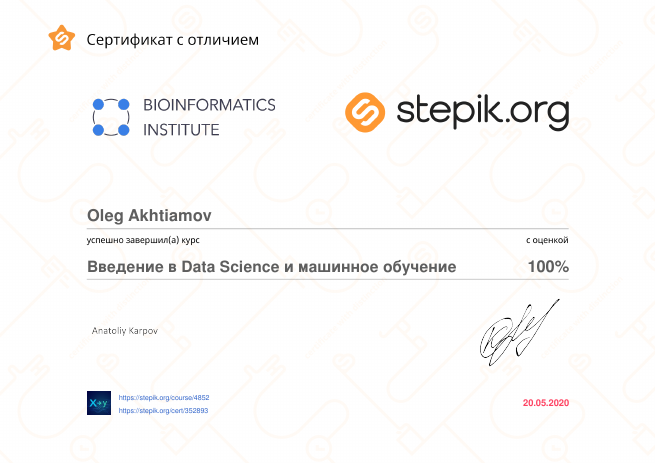 Сертификат с отличием
BIOINFORMATICS
INSTITUTE
stepik.org
Oleg Akhtiamov
успешно завершил(а) курс
с оценкой
Введение в Data Science и машинное обучение
100%
Anatoliy Karpov
X→y
https://stepik.org/course/4852
https://stepik.org/cert/352893
20.05.2020